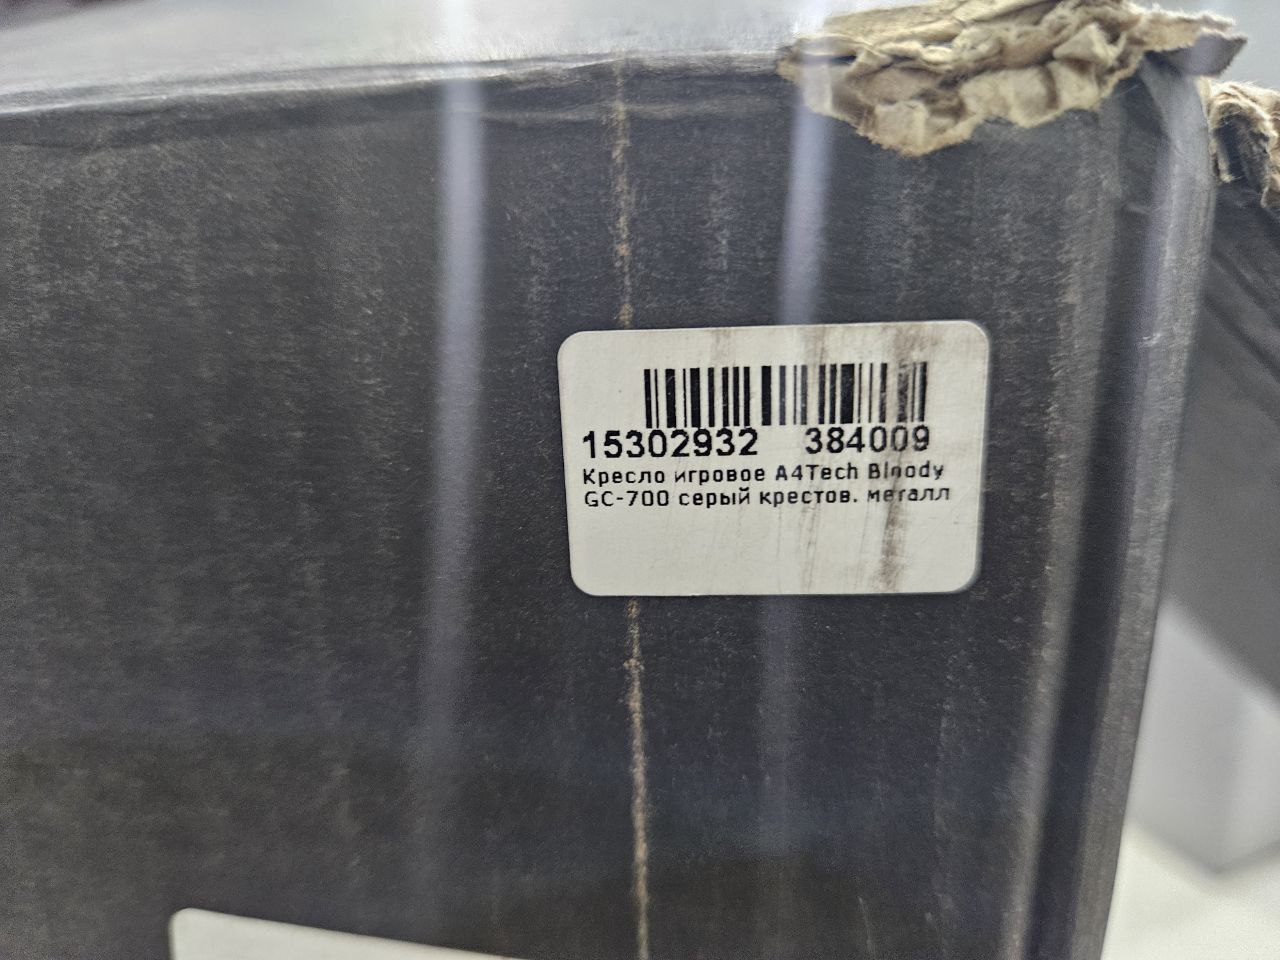 15302932 384009
Кресло игровое A4Tech Bloody
GC-700 серый крестов. металл